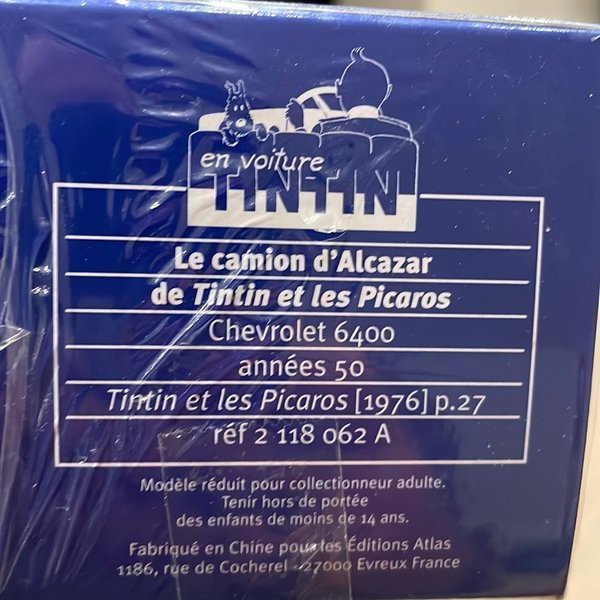 en voiture
TINTIN
Le camion d'Alcazar
de Tintin et les Picaros
Chevrolet 6400
années 50
Tintin et les Picaros [1976] p.27
réf 2 118 062 A
Modèle réduit pour collectionneur adulte.
Tenir hors de portée
des enfants de moins de 14 ans.
Fabriqué en Chine pour les Éditions Atlas
1186, rue de Cocherel - 27000 Evreux France